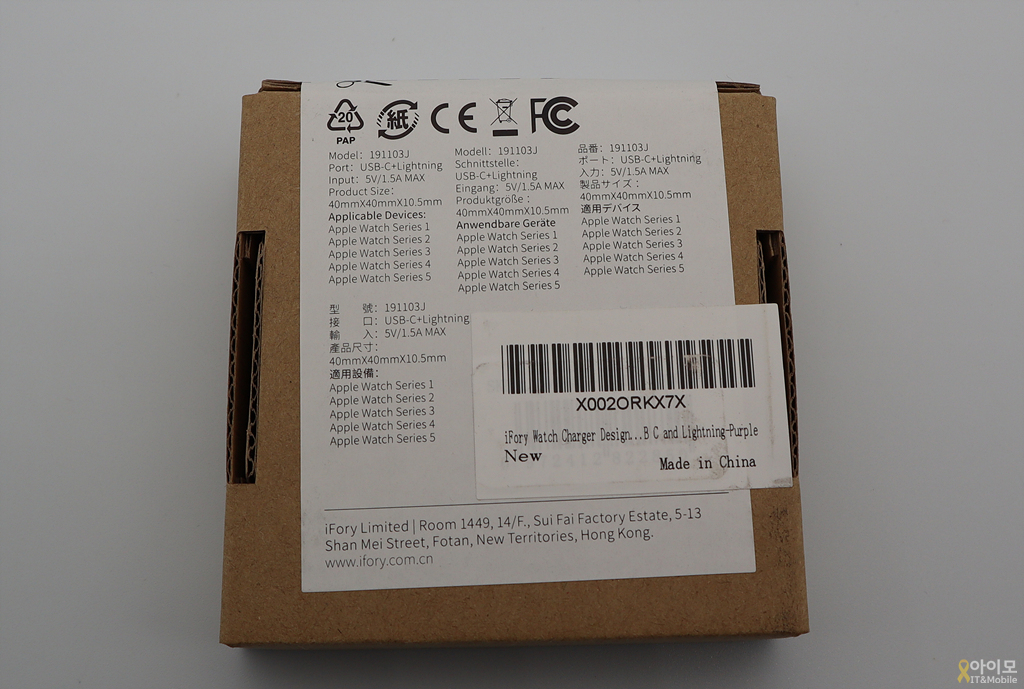 20
PAP
紙
CE
FC
Model: 191103J
Port: USB-C+Lightning
Input: 5V/1.5A MAX
Product Size:
40mmX40mmX10.5mm
Applicable Devices:
Apple Watch Series 1
Apple Watch Series 2
Apple Watch Series 3
Apple Watch Series 4
Apple Watch Series 5
Modell: 191103J
Schnittstelle:
USB-C+Lightning
Eingang: 5V/1.5A MAX
Produktgröße :
40mmX40mmX10.5mm
Anwendbare Geräte
Apple Watch Series 1
Apple Watch Series 2
Apple Watch Series 3
Apple Watch Series 4
Apple Watch Series 5
品番: 191103J
ポート: USB-C+Lightning
入力: 5V/1.5A MAX
製品サイズ :
40mmX40mmX10.5mm
適用デバイス
Apple Watch Series 1
Apple Watch Series 2
Apple Watch Series 3
Apple Watch Series 4
Apple Watch Series 5
型 號: 191103J
接 口: USB-C+Lightning
輸 入: 5V/1.5A MAX
產品尺寸:
40mmX40mmX10.5mm
適用設備:
Apple Watch Series 1
Apple Watch Series 2
Apple Watch Series 3
Apple Watch Series 4
Apple Watch Series 5
X002ORKX7X
iFory Watch Charger Design...B C and Lightning-Purple
New
Made in China
iFory Limited | Room 1449, 14/F., Sui Fai Factory Estate, 5-13
Shan Mei Street, Fotan, New Territories, Hong Kong.
www.ifory.com.cn
아이모
IT&Mobile